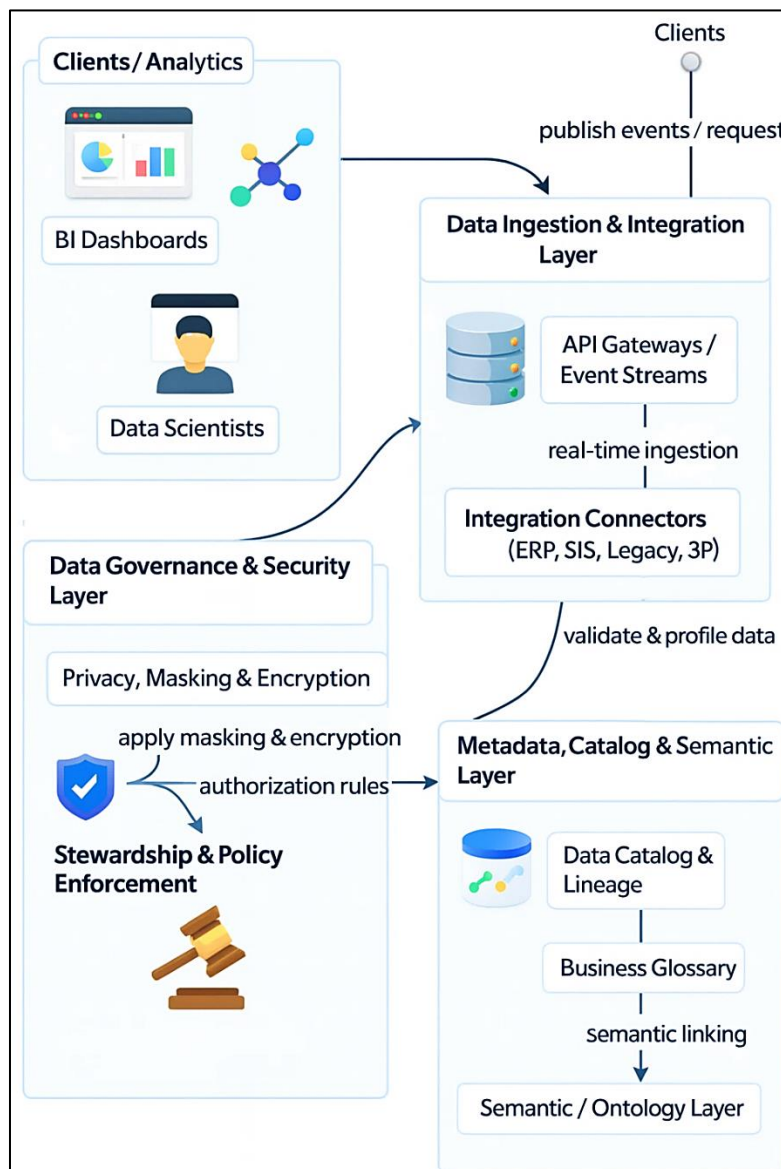 Clients
publish events / request
Clients / Analytics
BI Dashboards
Data Scientists
Data Ingestion & Integration
Layer
API Gateways /
Event Streams
real-time ingestion
Integration Connectors
(ERP, SIS, Legacy, 3P)
validate & profile data
Data Governance & Security
Layer
Privacy, Masking & Encryption
apply masking & encryption
authorization rules
Stewardship & Policy
Enforcement
Metadata, Catalog & Semantic
Layer
Data Catalog &
Lineage
Business Glossary
semantic linking
Semantic / Ontology Layer